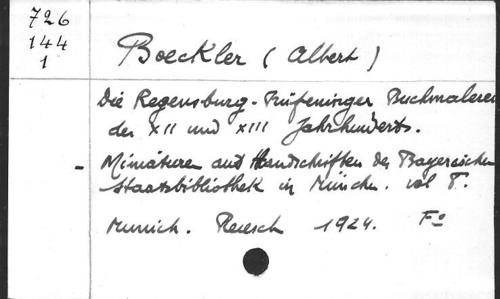 726
144
1
Boeckler (Albert)
Die Regensburg-Prüfeninger Buchmalerei
des XII und XIII Jahrhunderts.
- Miniaturen aus Handschriften der Bayerischen
Staatsbibliothek in München. vol 8.
Munich. Reusch 1924. Fo